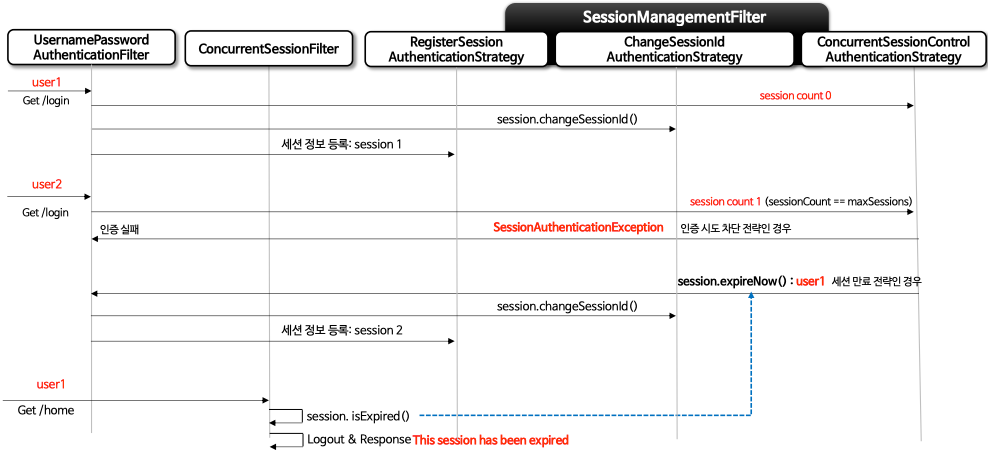 SessionManagementFilter
UsernamePassword
AuthenticationFilter
ConcurrentSessionFilter
RegisterSession
AuthenticationStrategy
ChangeSessionId
AuthenticationStrategy
ConcurrentSessionControl
AuthenticationStrategy
user1
Get /login
session count 0
session.changeSessionId()
세션 정보 등록: session 1
user2
Get /login
session count 1 (sessionCount == maxSessions)
인증 실패
SessionAuthenticationException 인증 시도 차단 전략인 경우
session.expireNow() : user1 세션 만료 전략인 경우
session.changeSessionId()
세션 정보 등록: session 2
user1
Get /home
session. isExpired()
Logout & Response This session has been expired